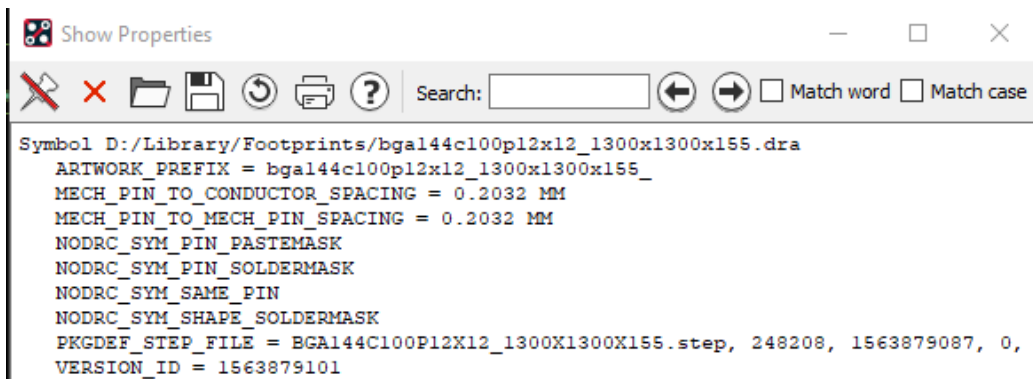 Show Properties
Search: Match word Match case
Symbol D:/Library/Footprints/bga144c100p12x12_1300x1300x155.dra
ARTWORK_PREFIX = bga144c100p12x12_1300x1300x155_
MECH_PIN_TO_CONDUCTOR_SPACING = 0.2032 MM
MECH_PIN_TO_MECH_PIN_SPACING = 0.2032 MM
NODRC_SYM_PIN_PASTEMASK
NODRC_SYM_PIN_SOLDERMASK
NODRC_SYM_SAME_PIN
NODRC_SYM_SHAPE_SOLDERMASK
PKGDEF_STEP_FILE = BGA144C100P12X12_1300X1300X155.step, 248208, 1563879087, 0,
VERSION_ID = 1563879101